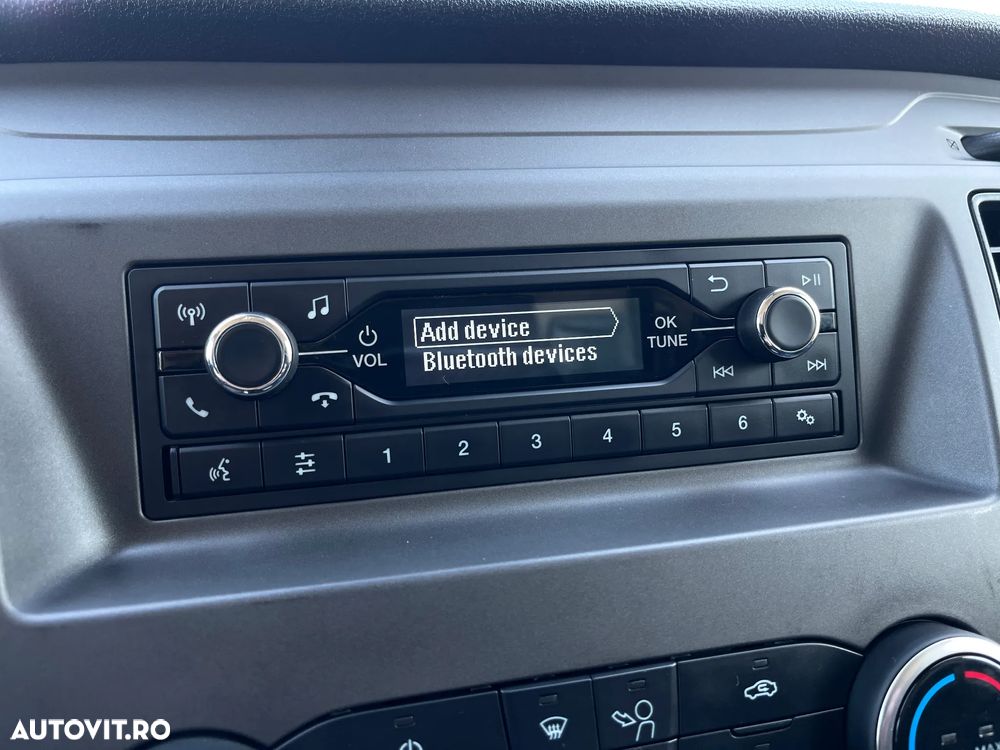 Add device
Bluetooth devices
VOL
OK
TUNE
1 2 3 4 5 6
AUTOVIT.RO